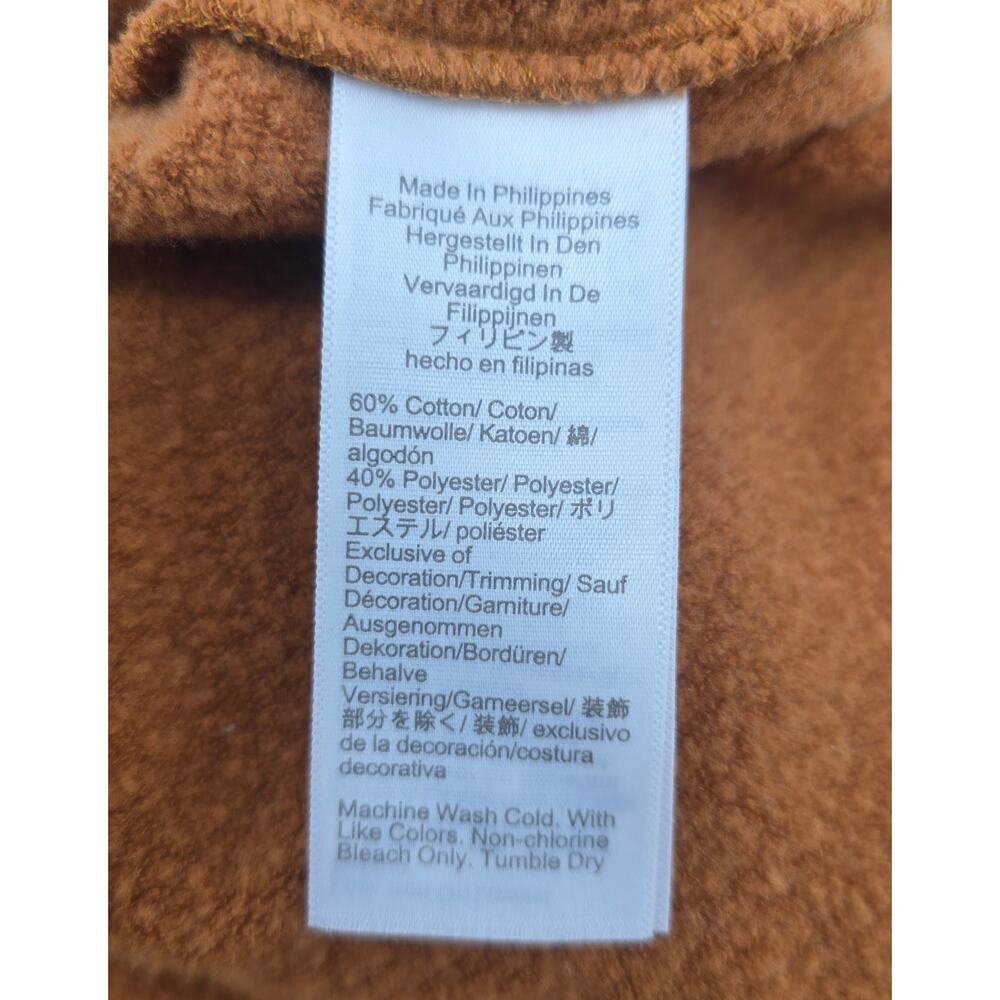 Made In Philippines
Fabriqué Aux Philippines
Hergestellt In Den
Philippinen
Vervaardigd In De
Filippijnen
フィリピン製
hecho en filipinas
60% Cotton/ Coton/
Baumwolle/ Katoen/ 綿/
algodón
40% Polyester/ Polyester/
Polyester/ Polyester/ ポリ
エステル/ poliéster
Exclusive of
Decoration/Trimming/ Sauf
Décoration/Garniture/
Ausgenommen
Dekoration/Bordüren/
Behalve
Versiering/Garneersel/ 装飾
部分を除く/ 装飾/ exclusivo
de la decoración/costura
decorativa
Machine Wash Cold. With
Like Colors. Non-chlorine
Bleach Only. Tumble Dry